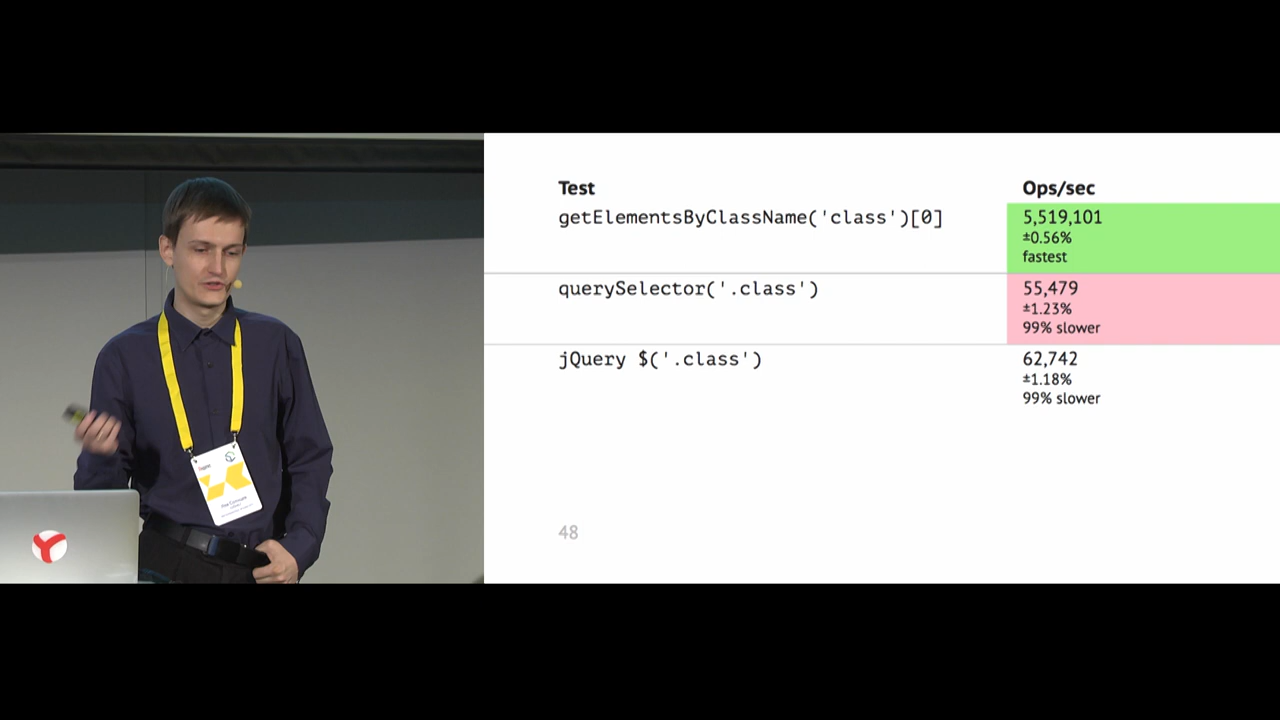 Test
Ops/sec
getElementsByClassName('class')[0]
5,519,101
±0.56%
fastest
querySelector('.class')
55,479
±1.23%
99% slower
jQuery $('.class')
62,742
±1.18%
99% slower
48